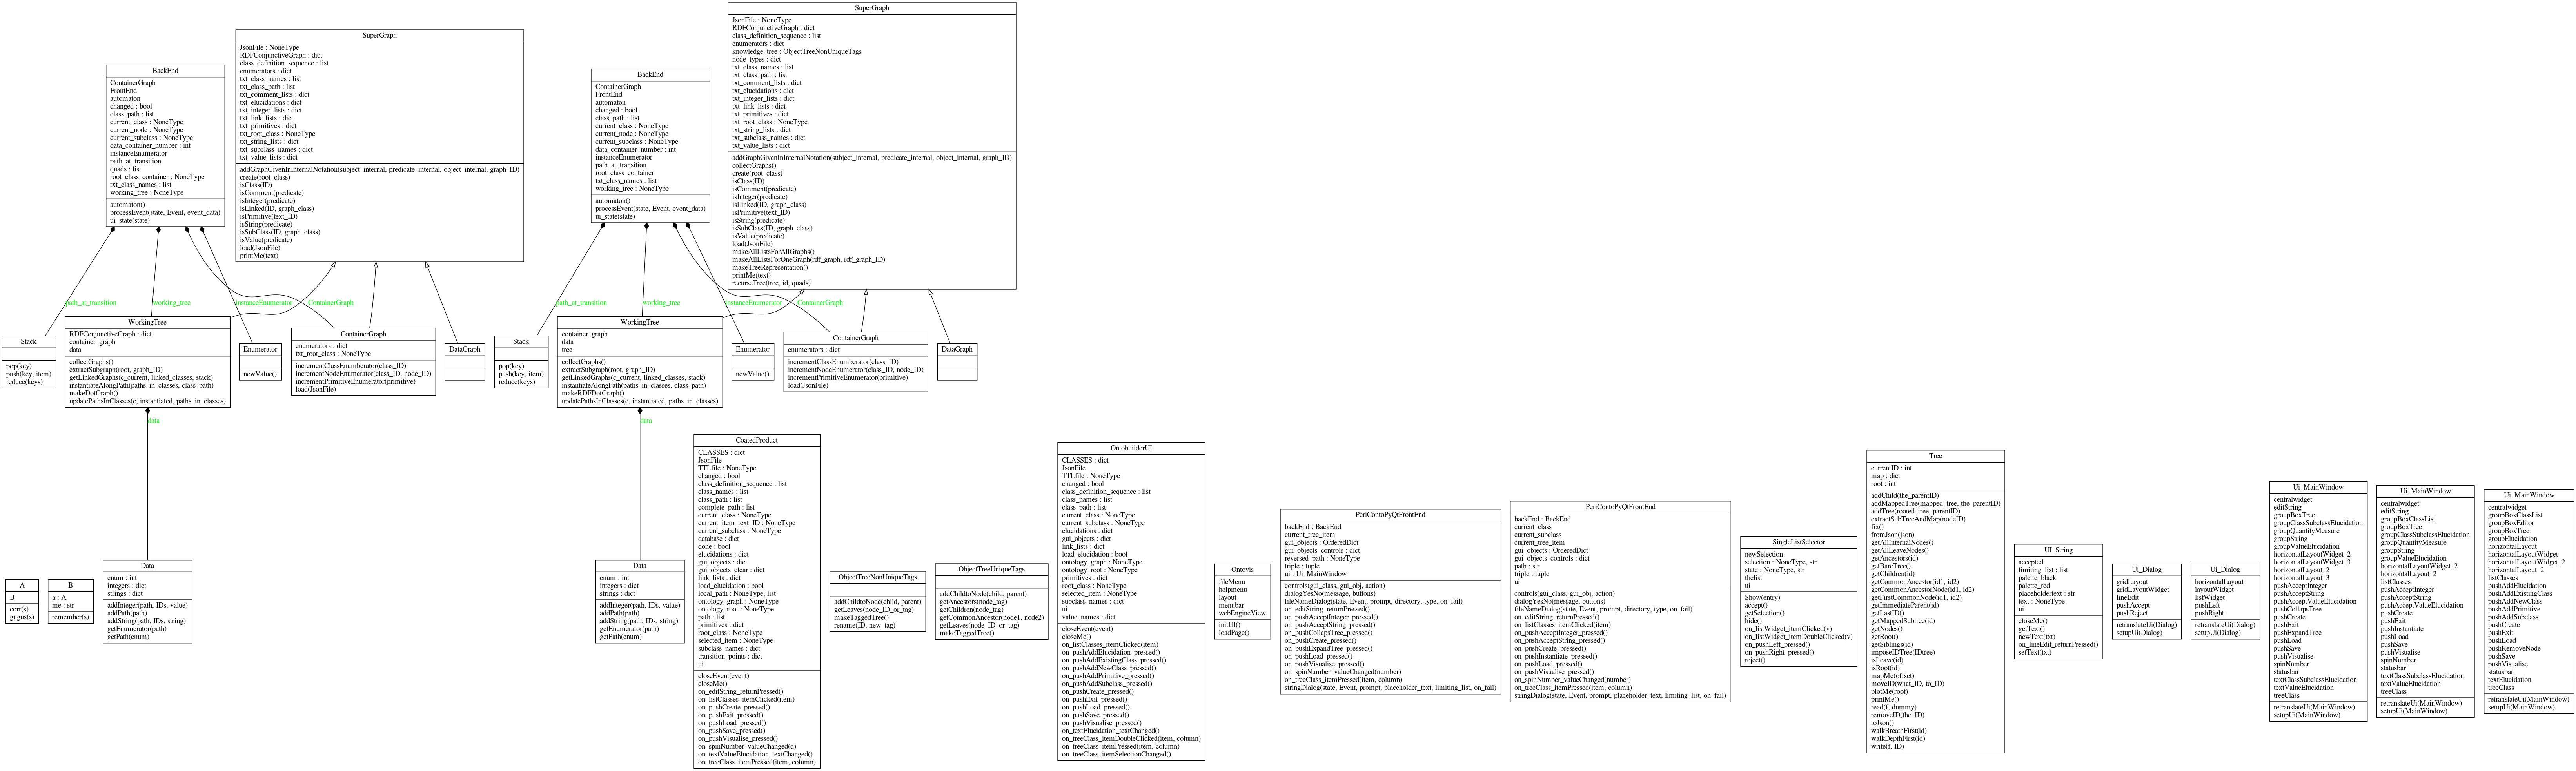 SuperGraph
JsonFile : NoneType
RDFConjunctiveGraph : dict
class_definition_sequence : list
enumerators : dict
txt_class_names : list
txt_class_path : list
txt_comment_lists : dict
txt_elucidations : dict
txt_integer_lists : dict
txt_link_lists : dict
txt_primitives : dict
txt_root_class : NoneType
txt_string_lists : dict
txt_subclass_names : dict
txt_value_lists : dict
addGraphGivenInInternalNotation(subject_internal, predicate_internal, object_internal, graph_ID)
create(root_class)
isClass(ID)
isComment(predicate)
isInteger(predicate)
isLinked(ID, graph_class)
isPrimitive(text_ID)
isString(predicate)
isSubClass(ID, graph_class)
isValue(predicate)
load(JsonFile)
printMe(text)
BackEnd
ContainerGraph
FrontEnd
automaton
changed : bool
class_path : list
current_class : NoneType
current_node : NoneType
current_subclass : NoneType
data_container_number : int
instanceEnumerator
path_at_transition
quads : list
root_class_container : NoneType
txt_class_names : list
working_tree : NoneType
automaton()
processEvent(state, Event, event_data)
ui_state(state)
path_at_transition
working_tree
instanceEnumerator
ContainerGraph
Stack
pop(key)
push(key, item)
reduce(keys)
WorkingTree
RDFConjunctiveGraph : dict
container_graph
data
collectGraphs()
extractSubgraph(root, graph_ID)
getLinkedGraphs(c_current, linked_classes, stack)
instantiateAlongPath(paths_in_classes, class_path)
makeDotGraph()
updatePathsInClasses(c, instantiated, paths_in_classes)
Enumerator
newValue()
ContainerGraph
enumerators : dict
txt_root_class : NoneType
incrementClassEnumberator(class_ID)
incrementNodeEnumerator(class_ID, node_ID)
incrementPrimitiveEnumerator(primitive)
load(JsonFile)
DataGraph
data
SuperGraph
JsonFile : NoneType
RDFConjunctiveGraph : dict
class_definition_sequence : list
enumerators : dict
knowledge_tree : ObjectTreeNonUniqueTags
node_types : dict
txt_class_names : list
txt_class_path : list
txt_comment_lists : dict
txt_elucidations : dict
txt_integer_lists : dict
txt_link_lists : dict
txt_primitives : dict
txt_root_class : NoneType
txt_string_lists : dict
txt_subclass_names : dict
txt_value_lists : dict
addGraphGivenInInternalNotation(subject_internal, predicate_internal, object_internal, graph_ID)
collectGraphs()
create(root_class)
isClass(ID)
isComment(predicate)
isInteger(predicate)
isLinked(ID, graph_class)
isPrimitive(text_ID)
isString(predicate)
isSubClass(ID, graph_class)
isValue(predicate)
load(JsonFile)
makeAllListsForAllGraphs()
makeAllListsForOneGraph(rdf_graph, rdf_graph_ID)
makeTreeRepresentation()
printMe(text)
recurseTree(tree, id, quads)
BackEnd
ContainerGraph
FrontEnd
automaton
changed : bool
class_path : list
current_class : NoneType
current_node : NoneType
current_subclass : NoneType
data_container_number : int
instanceEnumerator
path_at_transition
root_class_container
txt_class_names : list
working_tree : NoneType
automaton()
processEvent(state, Event, event_data)
ui_state(state)
path_at_transition
working_tree
instanceEnumerator
ContainerGraph
Stack
pop(key)
push(key, item)
reduce(keys)
WorkingTree
container_graph
data
tree
collectGraphs()
extractSubgraph(root, graph_ID)
getLinkedGraphs(c_current, linked_classes, stack)
instantiateAlongPath(paths_in_classes, class_path)
makeRDFDotGraph()
updatePathsInClasses(c, instantiated, paths_in_classes)
Enumerator
newValue()
ContainerGraph
enumerators : dict
incrementClassEnumberator(class_ID)
incrementNodeEnumerator(class_ID, node_ID)
incrementPrimitiveEnumerator(primitive)
load(JsonFile)
DataGraph
data
A
B
corr(s)
gugus(s)
B
a : A
me : str
remember(s)
Data
enum : int
integers : dict
strings : dict
addInteger(path, IDs, value)
addPath(path)
addString(path, IDs, string)
getEnumerator(path)
getPath(enum)
Data
enum : int
integers : dict
strings : dict
addInteger(path, IDs, value)
addPath(path)
addString(path, IDs, string)
getEnumerator(path)
getPath(enum)
CoatedProduct
CLASSES : dict
JsonFile
TTLfile : NoneType
changed : bool
class_definition_sequence : list
class_names : list
class_path : list
complete_path : list
current_class : NoneType
current_item_text_ID : NoneType
current_subclass : NoneType
database : dict
done : bool
elucidations : dict
gui_objects : dict
gui_objects_clear : dict
link_lists : dict
load_elucidation : bool
local_path : NoneType, list
ontology_graph : NoneType
ontology_root : NoneType
path : list
primitives : dict
root_class : NoneType
selected_item : NoneType
subclass_names : dict
transition_points : dict
ui
closeEvent(event)
closeMe()
on_editString_returnPressed()
on_listClasses_itemClicked(item)
on_pushCreate_pressed()
on_pushExit_pressed()
on_pushLoad_pressed()
on_pushSave_pressed()
on_pushVisualise_pressed()
on_spinNumber_valueChanged(d)
on_textValueElucidation_textChanged()
on_treeClass_itemPressed(item, column)
ObjectTreeNonUniqueTags
addChildtoNode(child, parent)
getLeaves(node_ID_or_tag)
makeTaggedTree()
rename(ID, new_tag)
ObjectTreeUniqueTags
addChildtoNode(child, parent)
getAncestors(node_tag)
getChildren(node_tag)
getCommonAncestor(node1, node2)
getLeaves(node_ID_or_tag)
makeTaggedTree()
OntobuilderUI
CLASSES : dict
JsonFile
TTLfile : NoneType
changed : bool
class_definition_sequence : list
class_names : list
class_path : list
current_class : NoneType
current_subclass : NoneType
elucidations : dict
gui_objects : dict
link_lists : dict
load_elucidation : bool
ontology_graph : NoneType
ontology_root : NoneType
primitives : dict
root_class : NoneType
selected_item : NoneType
subclass_names : dict
ui
value_names : dict
closeEvent(event)
closeMe()
on_listClasses_itemClicked(item)
on_pushAddElucidation_pressed()
on_pushAddExistingClass_pressed()
on_pushAddNewClass_pressed()
on_pushAddPrimitive_pressed()
on_pushAddSubclass_pressed()
on_pushCreate_pressed()
on_pushExit_pressed()
on_pushLoad_pressed()
on_pushSave_pressed()
on_pushVisualise_pressed()
on_textElucidation_textChanged()
on_treeClass_itemDoubleClicked(item, column)
on_treeClass_itemPressed(item, column)
on_treeClass_itemSelectionChanged()
Ontovis
fileMenu
helpmenu
layout
menubar
webEngineView
initUI()
loadPage()
PeriContoPyQtFrontEnd
backEnd : BackEnd
current_tree_item
gui_objects : OrderedDict
gui_objects_controls : dict
reversed_path : NoneType
triple : tuple
ui : Ui_MainWindow
controls(gui_class, gui_obj, action)
dialogYesNo(message, buttons)
fileNameDialog(state, Event, prompt, directory, type, on_fail)
on_editString_returnPressed()
on_pushAcceptInteger_pressed()
on_pushAcceptString_pressed()
on_pushCollapsTree_pressed()
on_pushCreate_pressed()
on_pushExpandTree_pressed()
on_pushLoad_pressed()
on_pushVisualise_pressed()
on_spinNumber_valueChanged(number)
on_treeClass_itemPressed(item, column)
stringDialog(state, Event, prompt, placeholder_text, limiting_list, on_fail)
PeriContoPyQtFrontEnd
backEnd : BackEnd
current_class
current_subclass
current_tree_item
gui_objects : OrderedDict
gui_objects_controls : dict
path : str
triple : tuple
ui
controls(gui_class, gui_obj, action)
dialogYesNo(message, buttons)
fileNameDialog(state, Event, prompt, directory, type, on_fail)
on_editString_returnPressed()
on_listClasses_itemClicked(item)
on_pushAcceptInteger_pressed()
on_pushAcceptString_pressed()
on_pushCreate_pressed()
on_pushInstantiate_pressed()
on_pushLoad_pressed()
on_pushVisualise_pressed()
on_spinNumber_valueChanged(number)
on_treeClass_itemPressed(item, column)
stringDialog(state, Event, prompt, placeholder_text, limiting_list, on_fail)
SingleListSelector
newSelection
selection : NoneType, str
state : NoneType, str
thelist
ui
Show(entry)
accept()
getSelection()
hide()
on_listWidget_itemClicked(v)
on_listWidget_itemDoubleClicked(v)
on_pushLeft_pressed()
on_pushRight_pressed()
reject()
Tree
currentID : int
map : dict
root : int
addChild(the_parentID)
addMappedTree(mapped_tree, the_parentID)
addTree(rooted_tree, parentID)
extractSubTreeAndMap(nodeID)
fix()
fromJson(json)
getAllInternalNodes()
getAllLeaveNodes()
getAncestors(id)
getBareTree()
getChildren(id)
getCommonAncestor(id1, id2)
getCommonAncestorNode(id1, id2)
getFirstCommonNode(id1, id2)
getImmediateParent(id)
getLastID()
getMappedSubtree(id)
getNodes()
getRoot()
getSiblings(id)
imposeIDTree(IDtree)
isLeave(id)
isRoot(id)
mapMe(offset)
moveID(what_ID, to_ID)
plotMe(root)
printMe()
read(f, dummy)
removeID(the_ID)
toJson()
walkBreathFirst(id)
walkDepthFirst(id)
write(f, ID)
UI_String
accepted
limiting_list : list
palette_black
palette_red
placeholdertext : str
text : NoneType
ui
closeMe()
getText()
newText(txt)
on_lineEdit_returnPressed()
setText(txt)
Ui_Dialog
gridLayout
gridLayoutWidget
lineEdit
pushAccept
pushReject
retranslateUi(Dialog)
setupUi(Dialog)
Ui_Dialog
horizontalLayout
layoutWidget
listWidget
pushLeft
pushRight
retranslateUi(Dialog)
setupUi(Dialog)
Ui_MainWindow
centralwidget
editString
groupBoxTree
groupClassSubclassElucidation
groupQuantityMeasure
groupString
groupValueElucidation
horizontalLayoutWidget_2
horizontalLayoutWidget_3
horizontalLayout_2
horizontalLayout_3
pushAcceptInteger
pushAcceptString
pushAcceptValueElucidation
pushCollapsTree
pushCreate
pushExit
pushExpandTree
pushLoad
pushSave
pushVisualise
spinNumber
statusbar
textClassSubclassElucidation
textValueElucidation
treeClass
retranslateUi(MainWindow)
setupUi(MainWindow)
Ui_MainWindow
centralwidget
editString
groupBoxClassList
groupBoxTree
groupClassSubclassElucidation
groupQuantityMeasure
groupString
groupValueElucidation
horizontalLayoutWidget_2
horizontalLayout_2
listClasses
pushAcceptInteger
pushAcceptString
pushAcceptValueElucidation
pushCreate
pushExit
pushInstantiate
pushLoad
pushSave
pushVisualise
spinNumber
statusbar
textClassSubclassElucidation
textValueElucidation
treeClass
retranslateUi(MainWindow)
setupUi(MainWindow)
Ui_MainWindow
centralwidget
groupBoxClassList
groupBoxEditor
groupBoxTree
groupElucidation
horizontalLayout
horizontalLayoutWidget
horizontalLayoutWidget_2
horizontalLayout_2
listClasses
pushAddElucidation
pushAddExistingClass
pushAddNewClass
pushAddPrimitive
pushAddSubclass
pushCreate
pushExit
pushLoad
pushRemoveNode
pushSave
pushVisualise
statusbar
textElucidation
treeClass
retranslateUi(MainWindow)
setupUi(MainWindow)